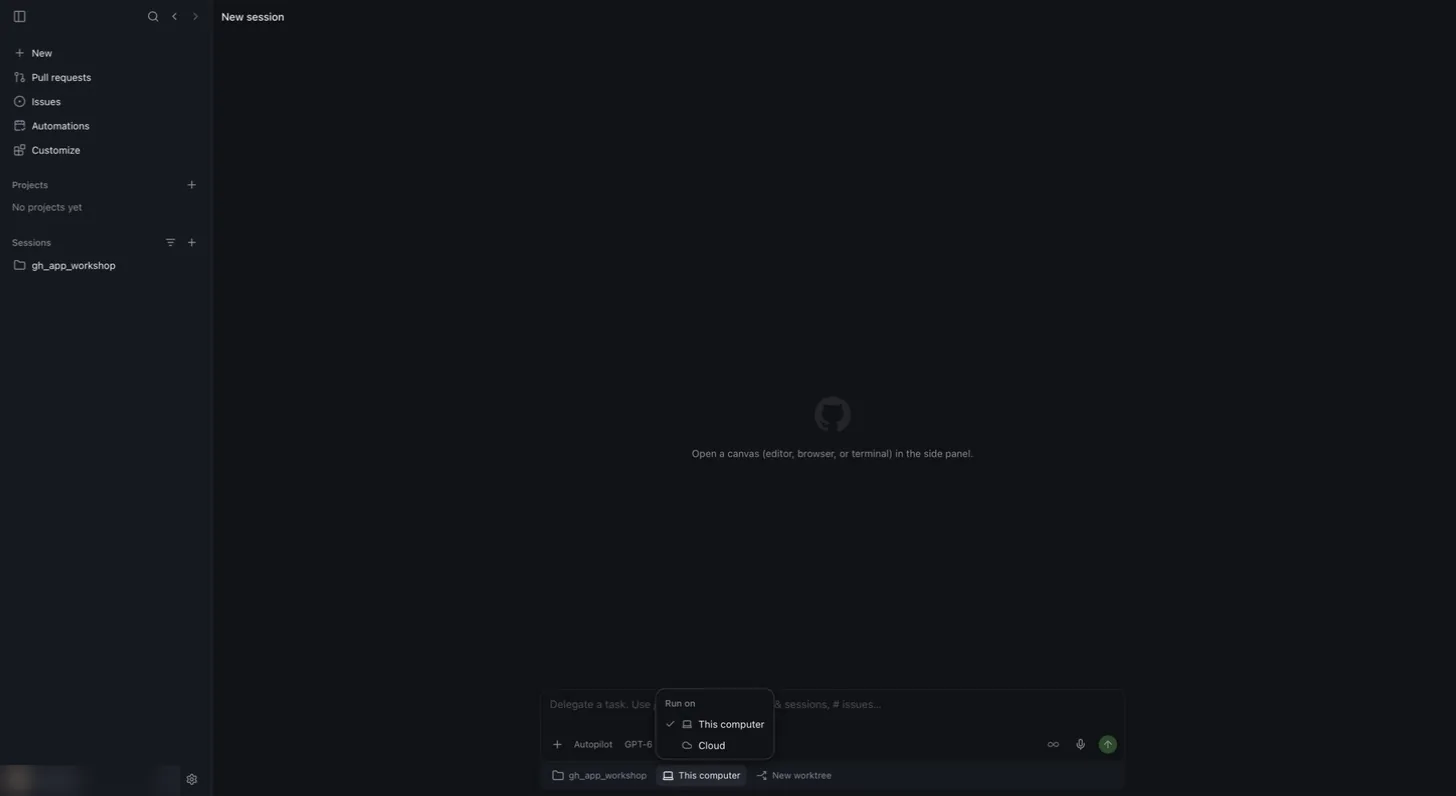 New session
New
Pull requests
Issues
Automations
Customize
Projects
No projects yet
Sessions
gh_app_workshop
Open a canvas (editor, browser, or terminal) in the side panel.
Delegate a task. Use & sessions, # issues...
Run on
This computer
Cloud
Autopilot GPT-6
gh_app_workshop This computer New worktree